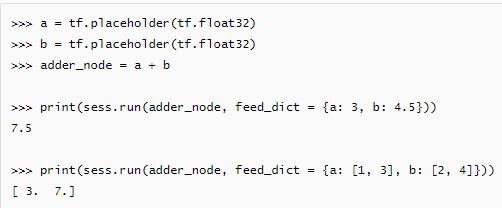 >>> a = tf.placeholder(tf.float32)
>>> b = tf.placeholder(tf.float32)
>>> adder_node = a + b
>>> print(sess.run(adder_node, feed_dict = {a: 3, b: 4.5}))
7.5
>>> print(sess.run(adder_node, feed_dict = {a: [1, 3], b: [2, 4]}))
[ 3.  7.]